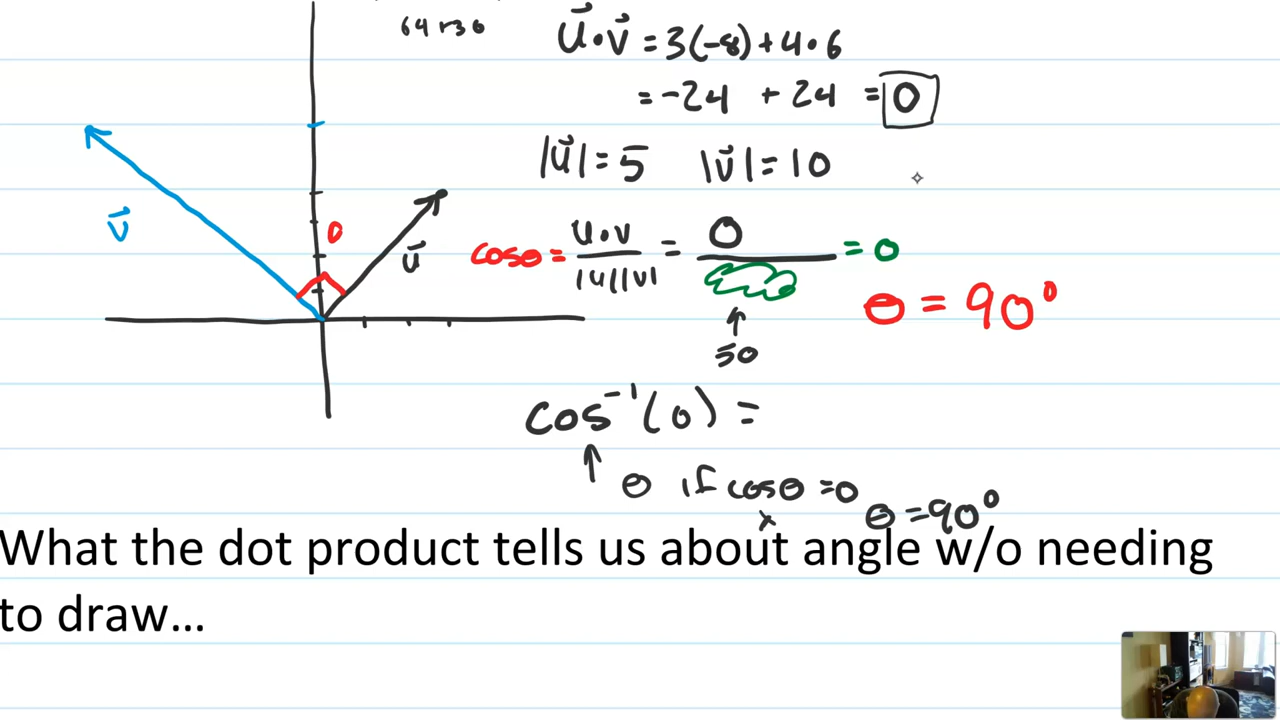 64 + 36
u⃗·v⃗ = 3(-8) + 4·6
= -24 + 24 = 0
|u⃗| = 5 |v⃗| = 10
v⃗
0
u⃗
cosθ = u·v / |u||v| = 0 / = 0
50
θ = 90°
cos⁻¹(0) =
θ if cosθ = 0 θ = 90°
x
What the dot product tells us about angle w/o needing
to draw...